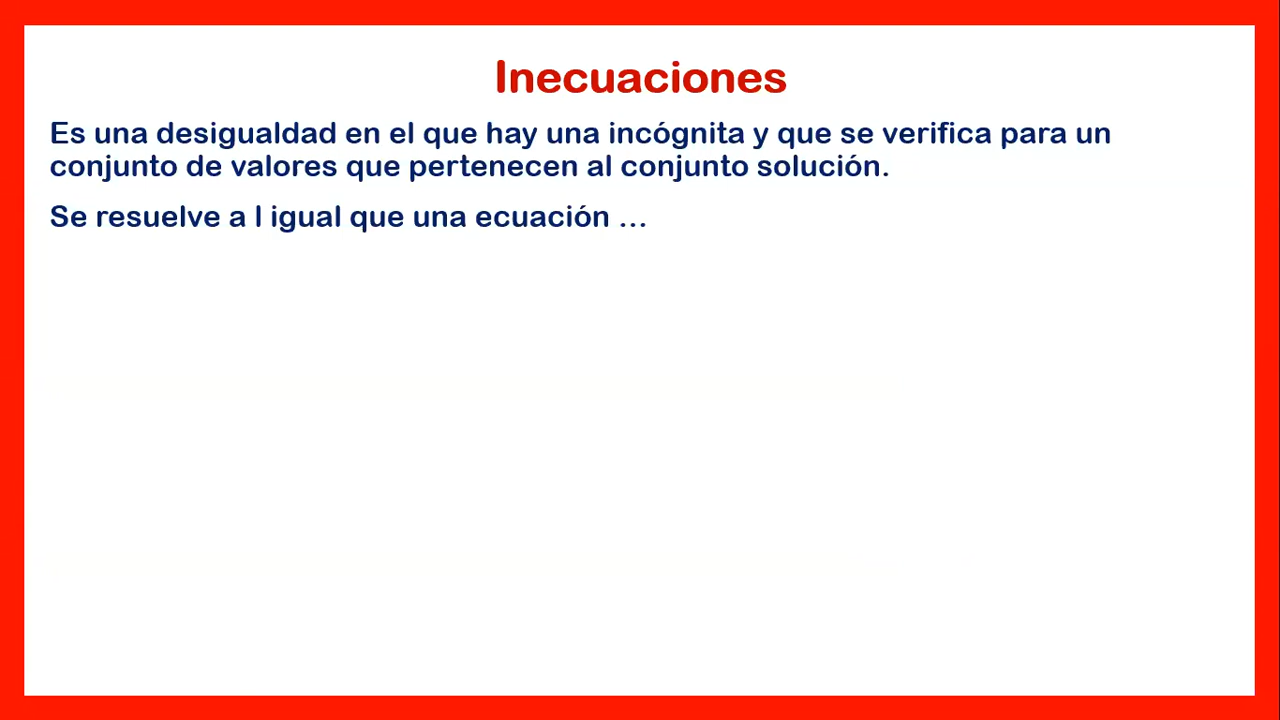 Inecuaciones
Es una desigualdad en el que hay una incógnita y que se verifica para un
conjunto de valores que pertenecen al conjunto solución.
Se resuelve a l igual que una ecuación ...